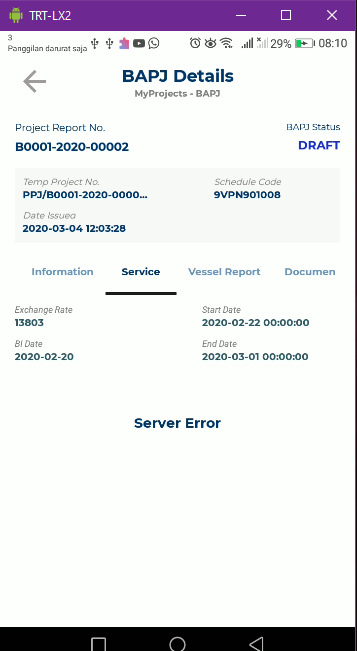 TRT-LX2
3
Panggilan darurat saja
29%
08:10
BAPJ Details
MyProjects - BAPJ
Project Report No.
BAPJ Status
B0001-2020-00002
DRAFT
Temp Project No.
Schedule Code
PPJ/B0001-2020-0000...
9VPN901008
Date Issued
2020-03-04 12:03:28
Information Service Vessel Report Documen
Exchange Rate
Start Date
13803
2020-02-22 00:00:00
BI Date
End Date
2020-02-20
2020-03-01 00:00:00
Server Error